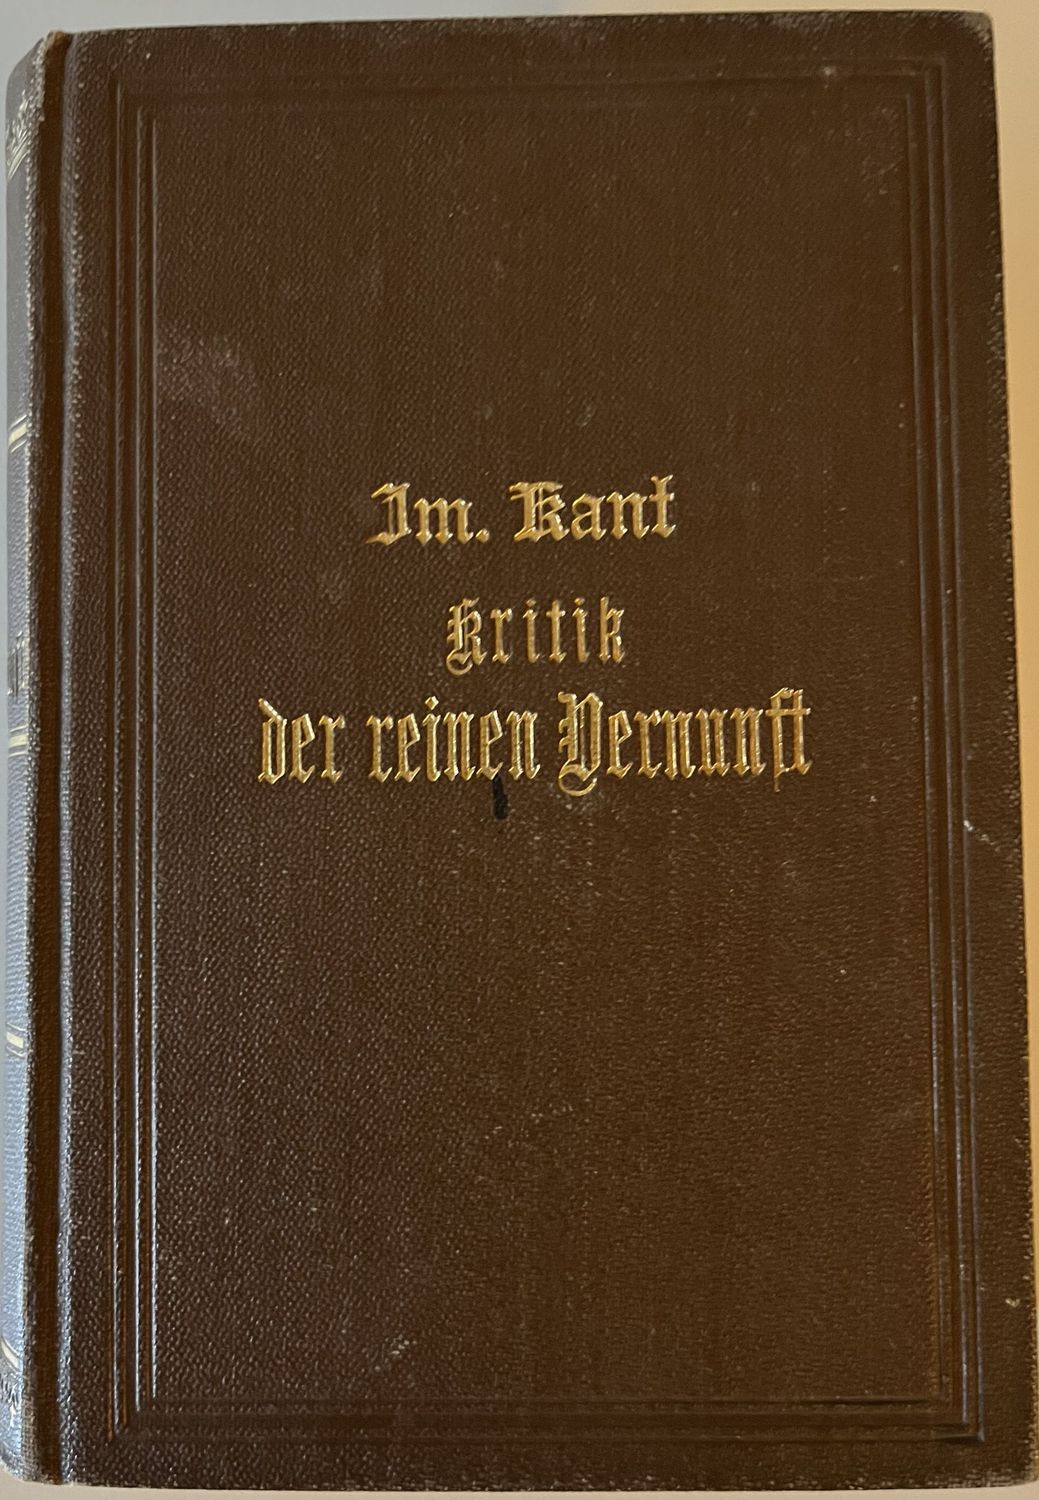 Im. Kant
Kritik
der reinen Vernunft